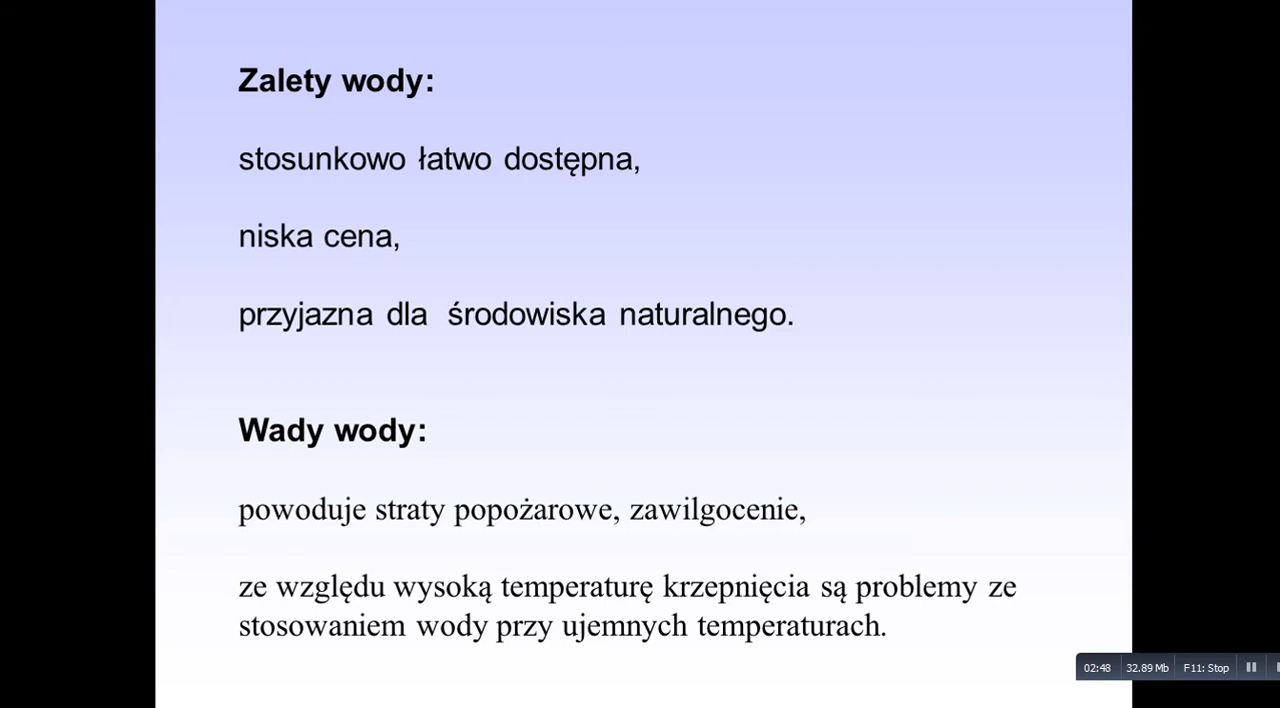 Zalety wody:
stosunkowo łatwo dostępna,
niska cena,
przyjazna dla środowiska naturalnego.
Wady wody:
powoduje straty popożarowe, zawilgocenie,
ze względu wysoką temperaturę krzepnięcia są problemy ze
stosowaniem wody przy ujemnych temperaturach.
02:48 32.89 Mb F11: Stop